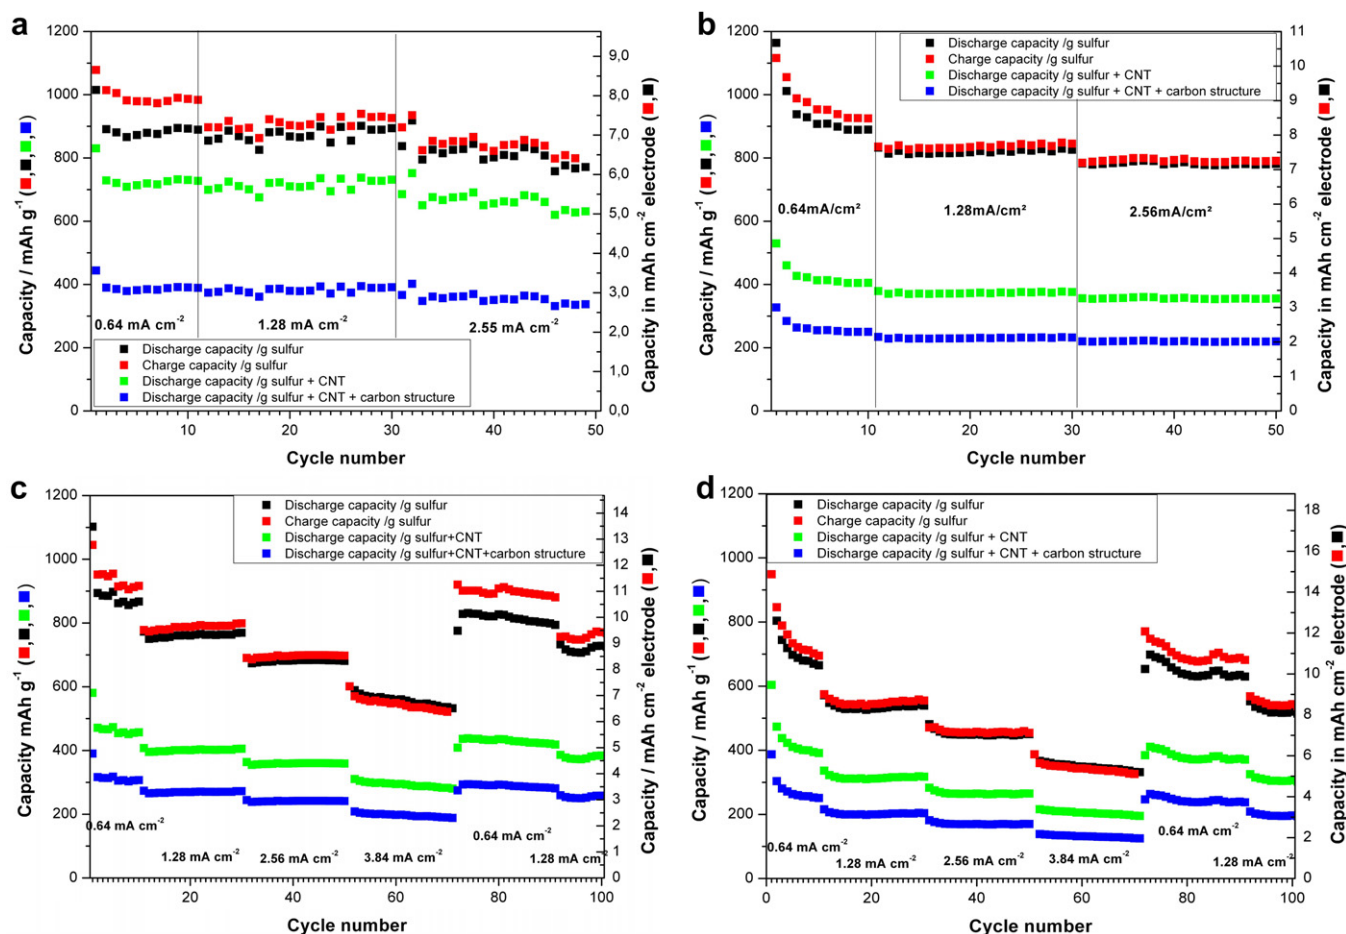 a
1200
1000
800
600
400
200
0
Capacity / mAh g⁻¹ (■,■,■,■)
9,0
8,0
7,0
6,0
5,0
4,0
3,0
2,0
1,0
0,0
Capacity in mAh cm⁻² electrode (■,■)
0.64 mA cm⁻²
1.28 mA cm⁻²
2.55 mA cm⁻²
Discharge capacity /g sulfur
Charge capacity /g sulfur
Discharge capacity /g sulfur + CNT
Discharge capacity /g sulfur + CNT + carbon structure
10 20 30 40 50
Cycle number
b
1200
1000
800
600
400
200
0
Capacity / mAh g⁻¹ (■,■,■,■)
11
10
9
8
7
6
5
4
3
2
1
0
Capacity in mAh cm⁻² electrode (■,■)
Discharge capacity /g sulfur
Charge capacity /g sulfur
Discharge capacity /g sulfur + CNT
Discharge capacity /g sulfur + CNT + carbon structure
0.64mA/cm²
1.28mA/cm²
2.56mA/cm²
10 20 30 40 50
Cycle number
c
1200
1000
800
600
400
200
0
Capacity mAh g⁻¹ (■,■,■,■)
14
13
12
11
10
9
8
7
6
5
4
3
2
1
0
Capacity / mAh cm⁻² electrode (■,■)
Discharge capacity /g sulfur
Charge capacity /g sulfur
Discharge capacity /g sulfur+CNT
Discharge capacity /g sulfur+CNT+carbon structure
0.64 mA cm⁻²
1.28 mA cm⁻²
2.56 mA cm⁻²
3.84 mA cm⁻²
0.64 mA cm⁻²
1.28 mA cm⁻²
20 40 60 80 100
Cycle number
d
1200
1000
800
600
400
200
0
Capacity / mAh g⁻¹ (■,■,■,■)
18
16
14
12
10
8
6
4
2
0
Capacity in mAh cm⁻² electrode (■,■)
Discharge capacity /g sulfur
Charge capacity /g sulfur
Discharge capacity /g sulfur + CNT
Discharge capacity /g sulfur + CNT + carbon structure
0.64 mA cm⁻²
1.28 mA cm⁻²
2.56 mA cm⁻²
3.84 mA cm⁻²
0.64 mA cm⁻²
1.28 mA cm⁻²
0 20 40 60 80 100
Cycle number